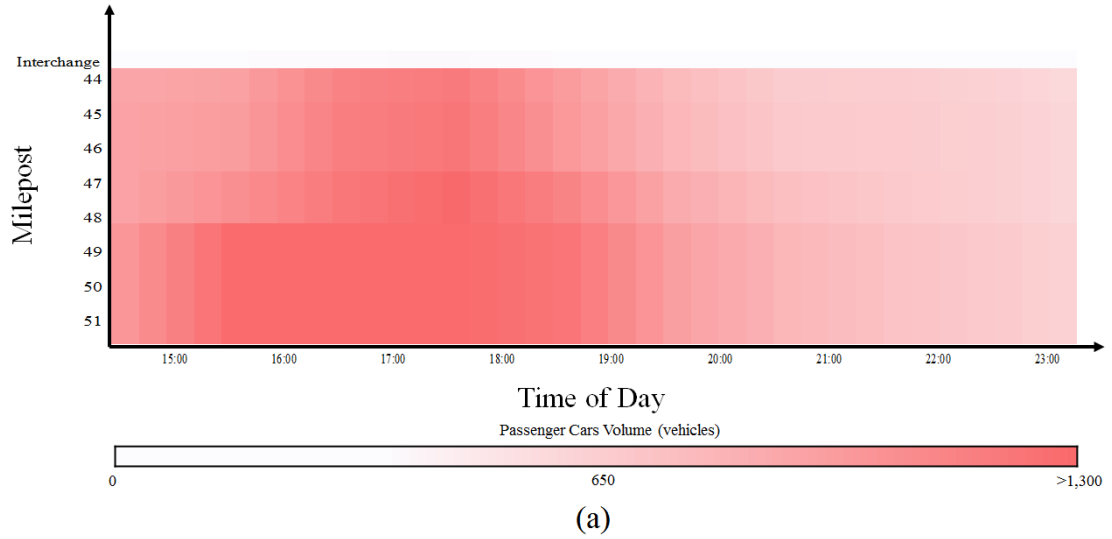 Interchange
44
45
46
47
48
49
50
51
Milepost
15:00 16:00 17:00 18:00 19:00 20:00 21:00 22:00 23:00
Time of Day
Passenger Cars Volume (vehicles)
0 650 >1,300
(a)